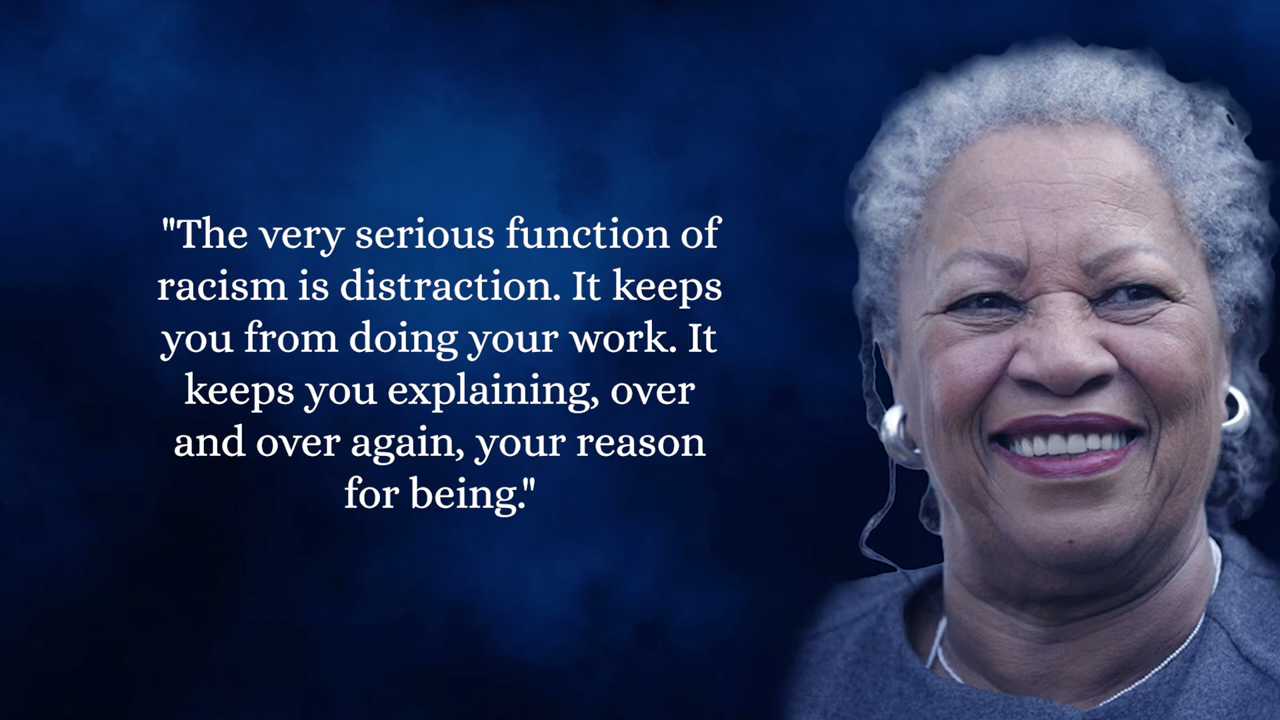 "The very serious function of
racism is distraction. It keeps
you from doing your work. It
keeps you explaining, over
and over again, your reason
for being."